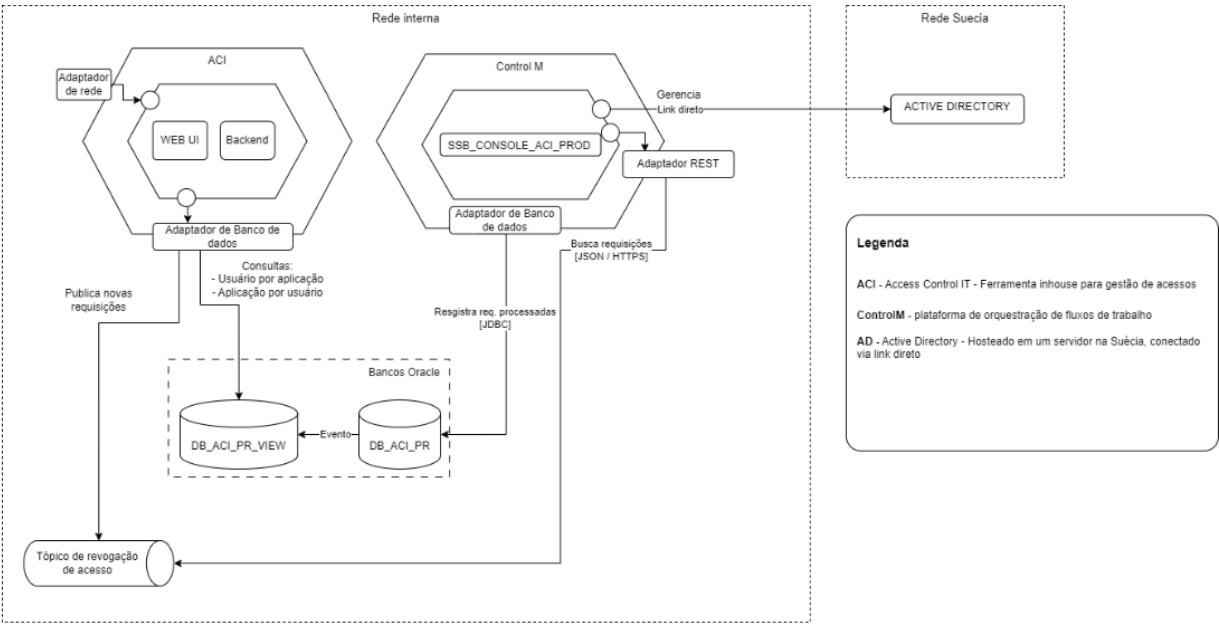 Rede interna
Rede Suecia
ACI
Control M
Adaptador
de rede
WEB UI
Backend
SSB_CONSOLE_ACI_PROD
Gerencia
Link direto
ACTIVE DIRECTORY
Adaptador REST
Adaptador de Banco de
dados
Adaptador de Banco
de dados
Busca requisições
[JSON / HTTPS]
Consultas:
- Usuário por aplicação
- Aplicação por usuário
Publica novas
requisições
Resgistra req. processadas
[JDBC]
Bancos Oracle
DB_ACI_PR_VIEW
Evento
DB_ACI_PR
Tòpico de revogação
de acesso
Legenda
ACI - Access Control IT - Ferramenta inhouse para gestão de acessos
ControlM - plataforma de orquestração de fluxos de trabalho
AD - Active Directory - Hosteado em um servidor na Suécia, conectado
via link direto